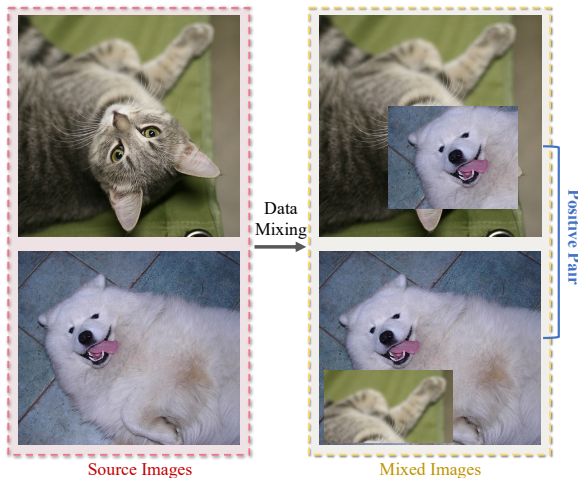 Data
Mixing
Positive Pair
Source Images
Mixed Images